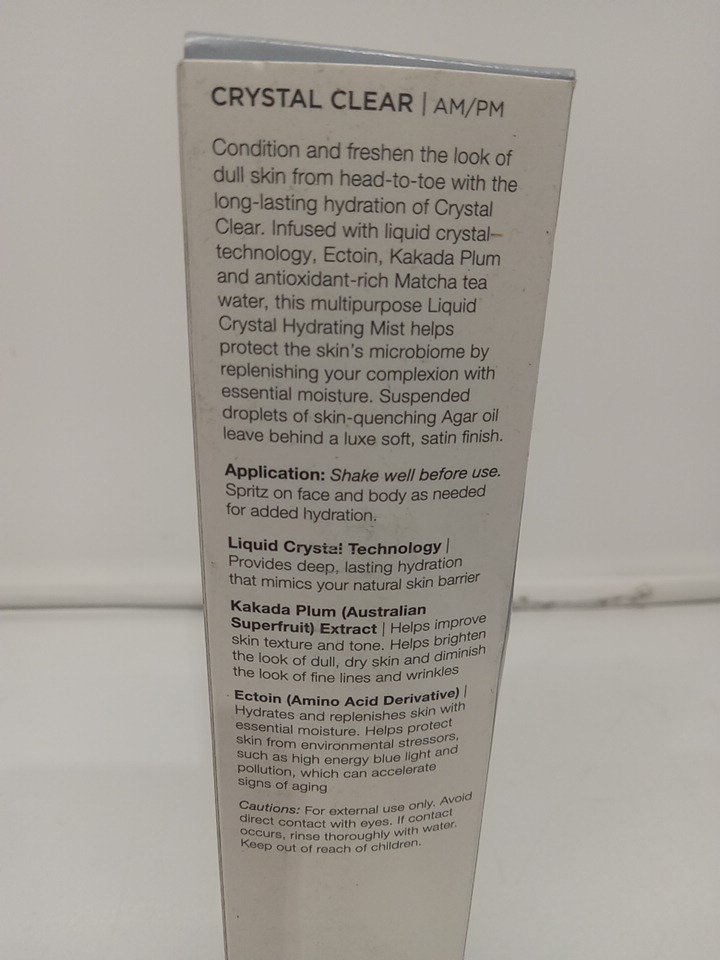 CRYSTAL CLEAR | AM/PM
Condition and freshen the look of
dull skin from head-to-toe with the
long-lasting hydration of Crystal
Clear. Infused with liquid crystal-
technology, Ectoin, Kakada Plum
and antioxidant-rich Matcha tea
water, this multipurpose Liquid
Crystal Hydrating Mist helps
protect the skin's microbiome by
replenishing your complexion with
essential moisture. Suspended
droplets of skin-quenching Agar oil
leave behind a luxe soft, satin finish.
Application: Shake well before use.
Spritz on face and body as needed
for added hydration.
Liquid Crystal Technology |
Provides deep, lasting hydration
that mimics your natural skin barrier
Kakada Plum (Australian
Superfruit) Extract | Helps improve
skin texture and tone. Helps brighten
the look of dull, dry skin and diminish
the look of fine lines and wrinkles
Ectoin (Amino Acid Derivative) |
Hydrates and replenishes skin with
essential moisture. Helps protect
skin from environmental stressors,
such as high energy blue light and
pollution, which can accelerate
signs of aging
Cautions: For external use only. Avoid
direct contact with eyes. If contact
occurs, rinse thoroughly with water.
Keep out of reach of children.